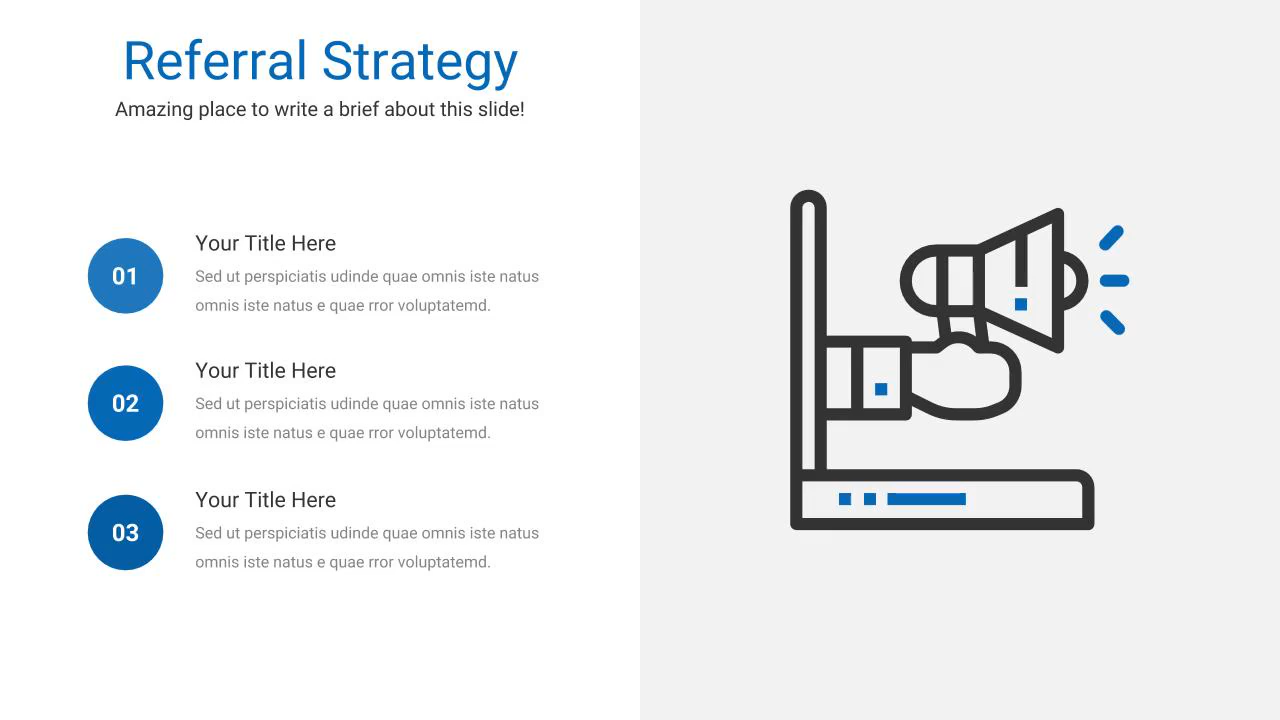 Referral Strategy
Amazing place to write a brief about this slide!
01
Your Title Here
Sed ut perspiciatis udinde quae omnis iste natus
omnis iste natus e quae rror voluptatemd.
02
Your Title Here
Sed ut perspiciatis udinde quae omnis iste natus
omnis iste natus e quae rror voluptatemd.
03
Your Title Here
Sed ut perspiciatis udinde quae omnis iste natus
omnis iste natus e quae rror voluptatemd.